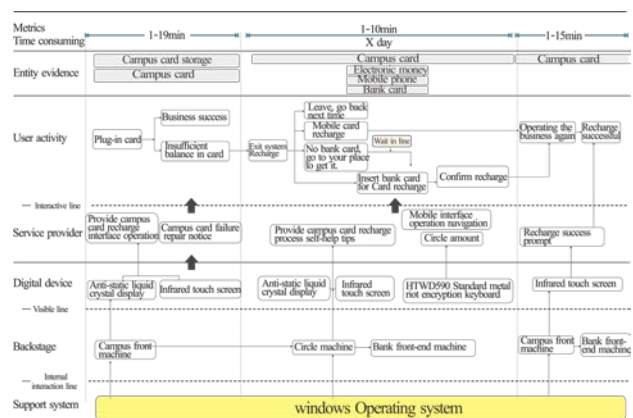 Metrics
Time consuming
1-19min
1-10min
X day
1-15min
Entity evidence
Campus card storage
Campus card
Campus card
Electronic money
Mobile phone
Bank card
Campus card
User activity
Plug-in card
Business success
Insufficient
balance in card
Exit system
Recharge
Leave, go back
next time
Mobile card
recharge
No bank card,
go to your place
to get it.
Wait in line
Insert bank card
for Card recharge
Confirm recharge
Operating the
business again
Recharge
successful
Interactive line
Service provider
Provide campus
card recharge
interface operation
Campus card failure
repair notice
Provide campus card recharge
process self-help tips
Mobile interface
operation navigation
Circle amount
Recharge success
prompt
Digital device
Anti-static liquid
crystal display
Infrared touch screen
Anti-static liquid
crystal display
Infrared
touch screen
HTWD590 Standard metal
not encryption keyboard
Infrared touch screen
Visible line
Backstage
Campus front
machine
Circle machine
Bank front-end machine
Campus front
machine
Bank front-
end machine
Internal
interaction line
Support system
windows Operating system